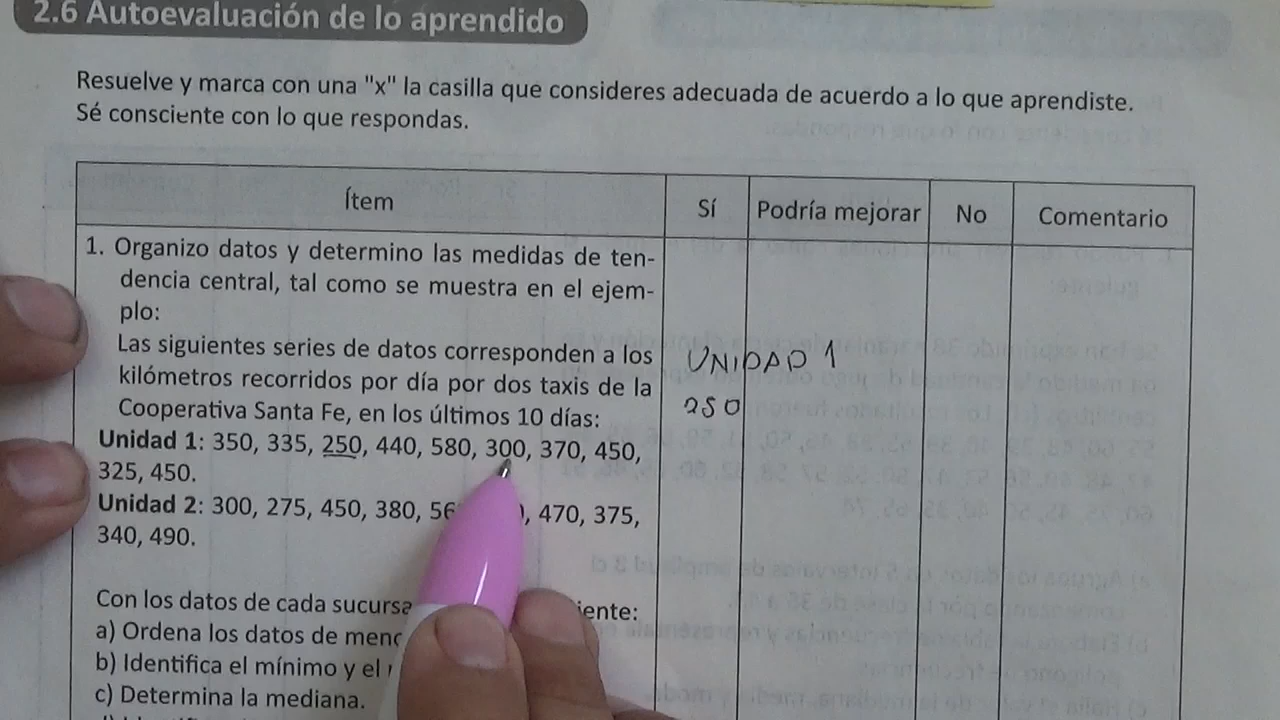 2.6 Autoevaluación de lo aprendido
Resuelve y marca con una "x" la casilla que consideres adecuada de acuerdo a lo que aprendiste.
Sé consciente con lo que respondas.
Ítem Sí Podría mejorar No Comentario
1. Organizo datos y determino las medidas de ten-
dencia central, tal como se muestra en el ejem-
plo:
Las siguientes series de datos corresponden a los
kilómetros recorridos por día por dos taxis de la
Cooperativa Santa Fe, en los últimos 10 días:
Unidad 1: 350, 335, 250, 440, 580, 300, 370, 450,
325, 450.
Unidad 2: 300, 275, 450, 380, 470, 375,
340, 490.
Con los datos de cada
a) Ordena los datos de
b) Identifica el mínimo y el
c) Determina la mediana.
UNIDAD 1
250